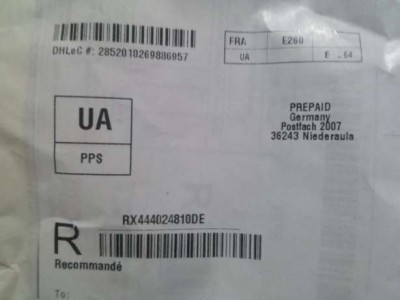 DHLeC #: 2852010269886957
FRA E260
UA
UA
PPS
PREPAID
Germany
Postfach 2007
36243 Niederaula
RX444024810DE
R
Recommandé
To: